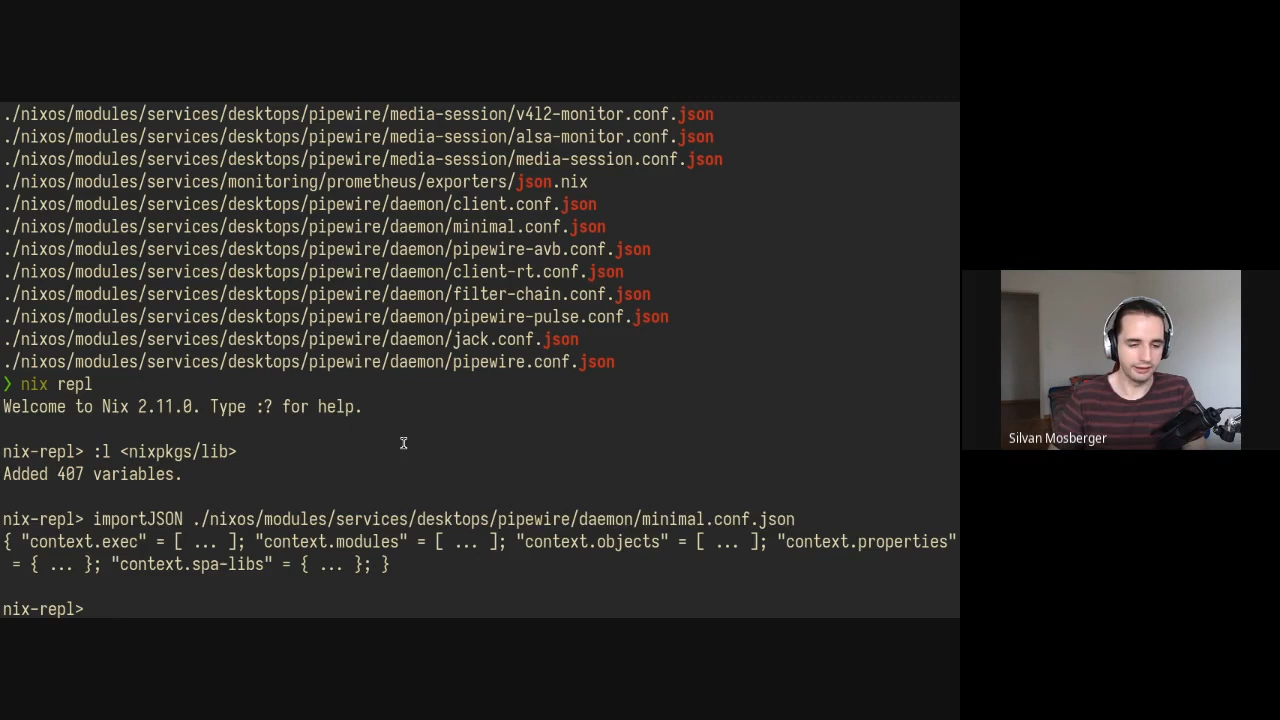 ./nixos/modules/services/desktops/pipewire/media-session/v4l2-monitor.conf.json
./nixos/modules/services/desktops/pipewire/media-session/alsa-monitor.conf.json
./nixos/modules/services/desktops/pipewire/media-session/media-session.conf.json
./nixos/modules/services/monitoring/prometheus/exporters/json.nix
./nixos/modules/services/desktops/pipewire/daemon/client.conf.json
./nixos/modules/services/desktops/pipewire/daemon/minimal.conf.json
./nixos/modules/services/desktops/pipewire/daemon/pipewire-avb.conf.json
./nixos/modules/services/desktops/pipewire/daemon/client-rt.conf.json
./nixos/modules/services/desktops/pipewire/daemon/filter-chain.conf.json
./nixos/modules/services/desktops/pipewire/daemon/pipewire-pulse.conf.json
./nixos/modules/services/desktops/pipewire/daemon/jack.conf.json
./nixos/modules/services/desktops/pipewire/daemon/pipewire.conf.json
❯ nix repl
Welcome to Nix 2.11.0. Type :? for help.
nix-repl> :l <nixpkgs/lib>
Added 407 variables.
nix-repl> importJSON ./nixos/modules/services/desktops/pipewire/daemon/minimal.conf.json
{ "context.exec" = [ ... ]; "context.modules" = [ ... ]; "context.objects" = [ ... ]; "context.properties"
= { ... }; "context.spa-libs" = { ... }; }
nix-repl>
Silvan Mosberger